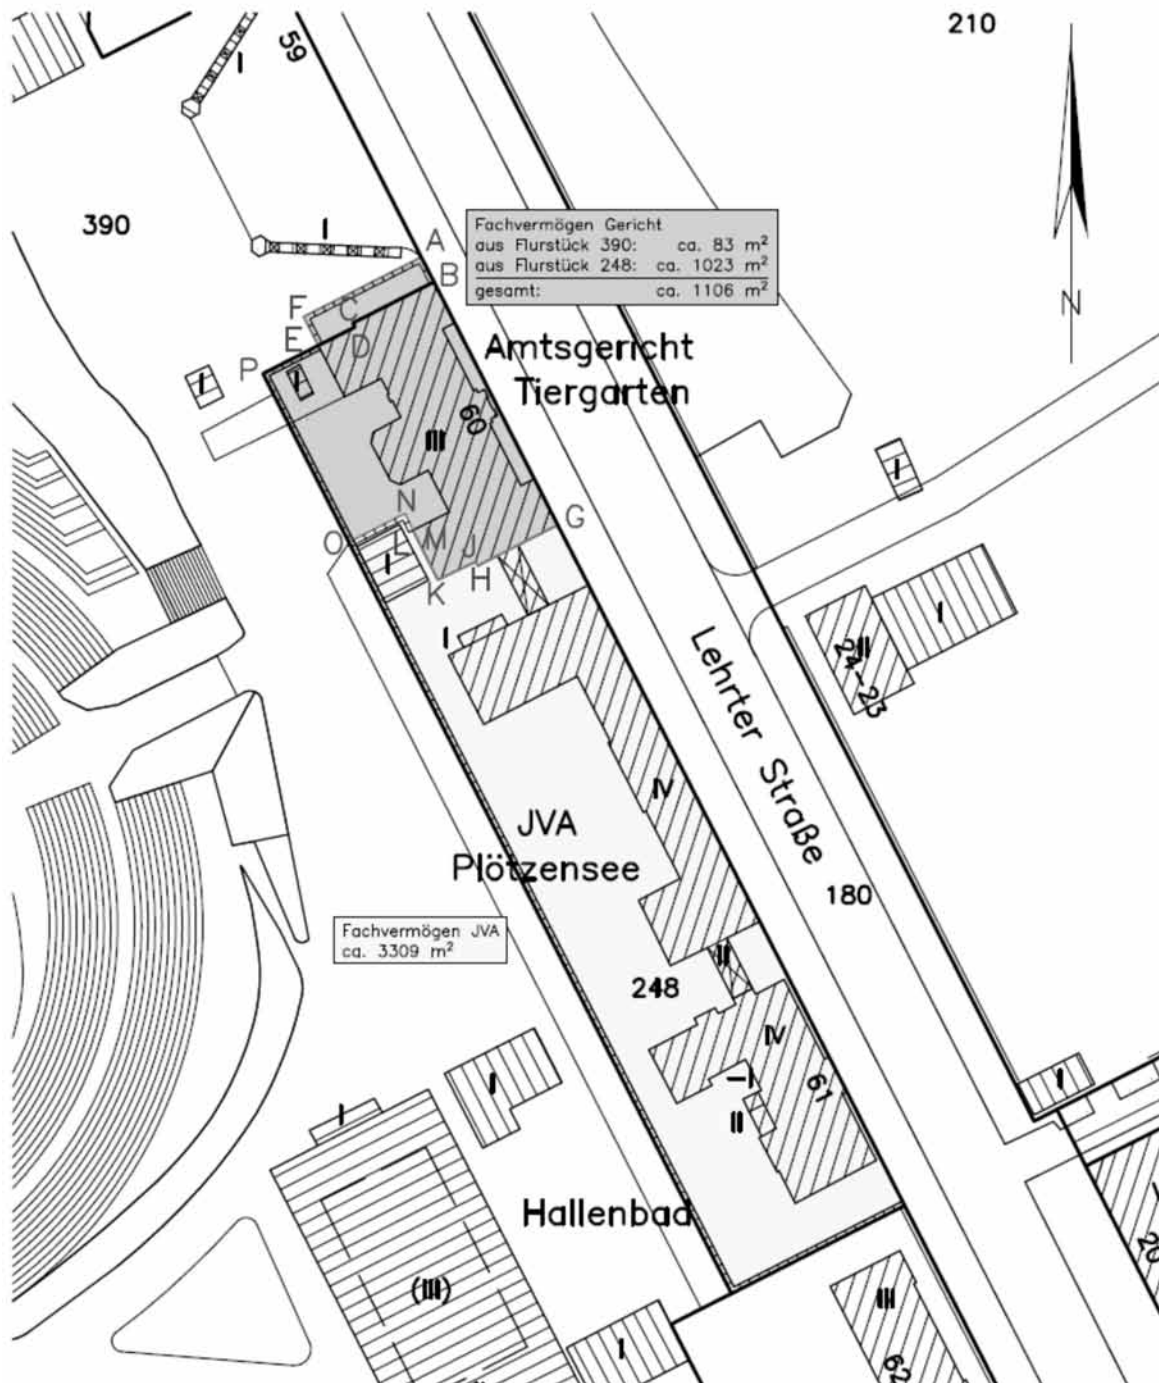 210
59
I
390
I
A
Fachvermögen Gericht
aus Flurstück 390: ca. 83 m²
aus Flurstück 248: ca. 1023 m²
gesamt: ca. 1106 m²
B
F
C
N
E
D
Amtsgericht
Tiergarten
P
I
I
60
III
I
N
G
O
L
M
J
I
H
K
I
I
24-23
II
Lehrter Straße
IV
JVA
Plötzensee
180
Fachvermögen JVA
ca. 3309 m²
II
248
IV
I
-I
61
I
I
II
Hallenbad
20
(III)
III
I
62